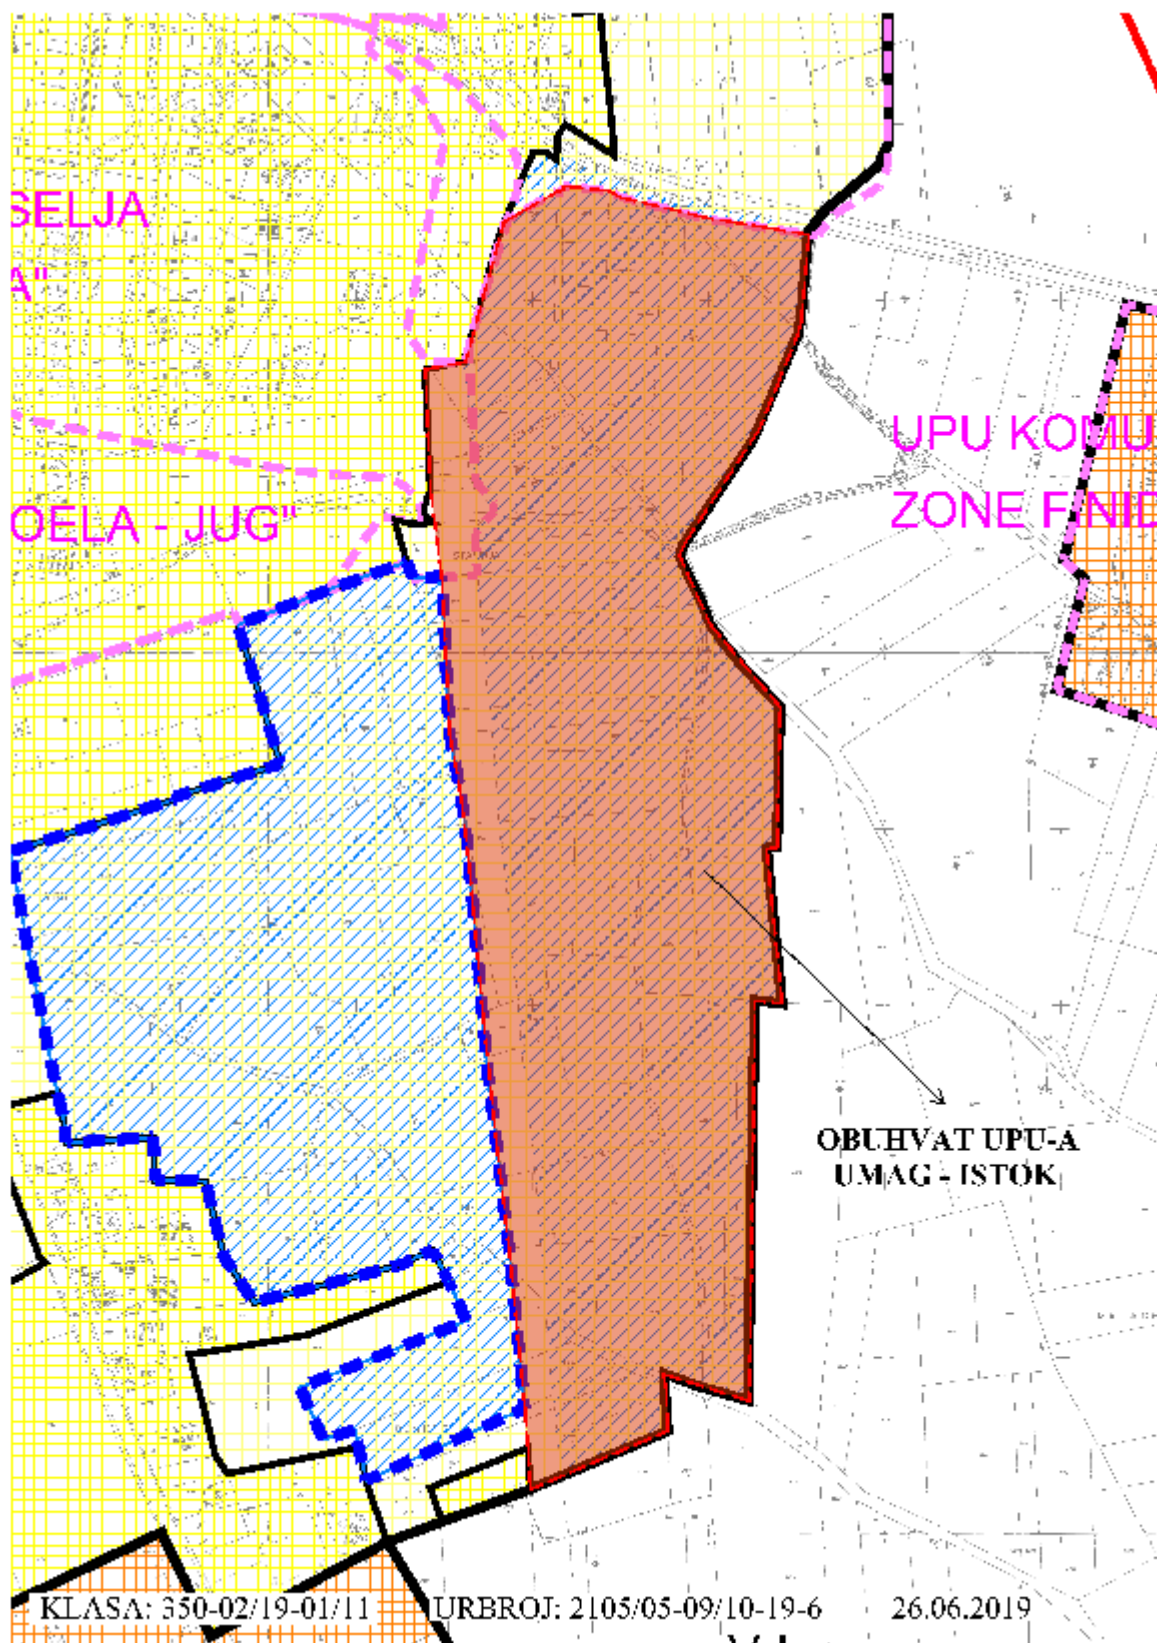 SELJA
A"
OELA - JUG"
UPU KOMU
ZONE FINID
OBUHVAT UPU-A
UMAG - ISTOK
KLASA: 350-02/19-01/11 URBROJ: 2105/05-09/10-19-6 26.06.2019